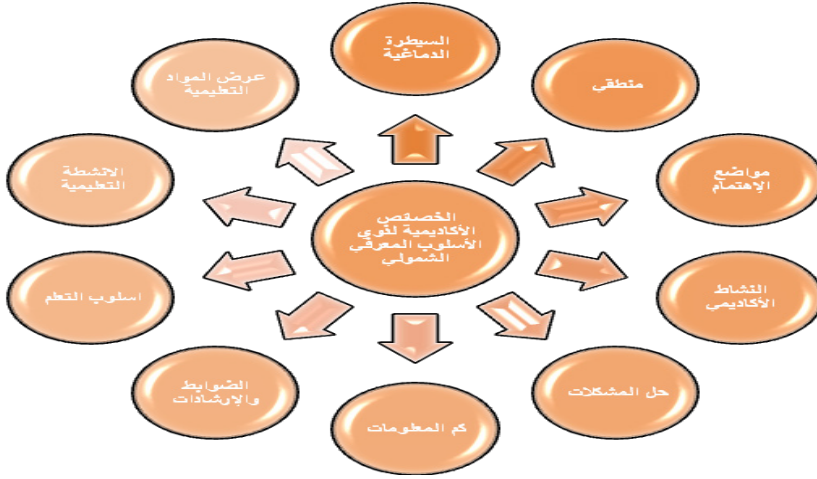 السيطرة
الدماغية
منطقي
مواضع
الإهتمام
النشاط
الأكاديمي
حل المشكلات
كم المعلومات
الضوابط
والإرشادات
اسلوب التعلم
الانشطة
التعليمية
عرض المواد
التعليمية
الخصائص
الأكاديمية لذوي
الأسلوب المعرفي
الشمولي